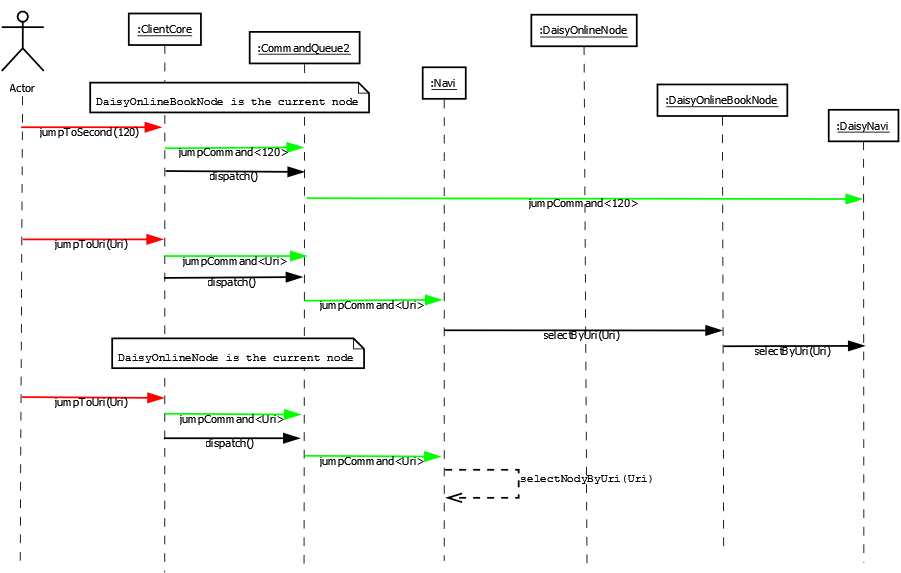 :DaisyOnlineNode
:ClientCore
:CommandQueue2
:Navi
Actor
:DaisyOnlineBookNode
DaisyOnlineBookNode is the current node
:DaisyNavi
jumpToSecond(120)
jumpCommand<120>
dispatch()
jumpCommand<120>
jumpToUri(Uri)
jumpCommand<Uri>
dispatch()
jumpCommand<Uri>
selectByUri(Uri)
selectByUri(Uri)
DaisyOnlineNode is the current node
jumpToUri(Uri)
jumpCommand<Uri>
dispatch()
jumpCommand<Uri>
selectNodyByUri(Uri)